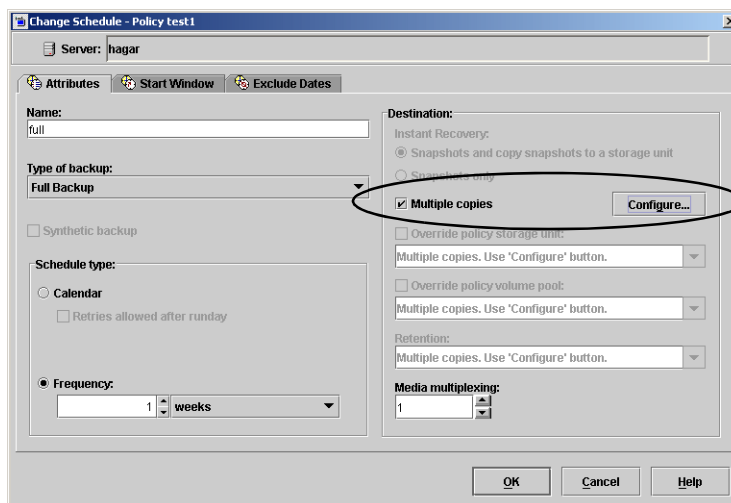 Change Schedule - Policy test1
Server: hagar
Attributes
Start Window
Exclude Dates
Name:
full
Type of backup:
Full Backup
Synthetic backup
Schedule type:
Calendar
Retries allowed after runday
Frequency:
1 weeks
Destination:
Instant Recovery:
Snapshots and copy snapshots to a storage unit
Snapshots only
Multiple copies
Configure...
Override policy storage unit:
Multiple copies. Use 'Configure' button.
Override policy volume pool:
Multiple copies. Use 'Configure' button.
Retention:
Multiple copies. Use 'Configure' button.
Media multiplexing:
1
OK
Cancel
Help